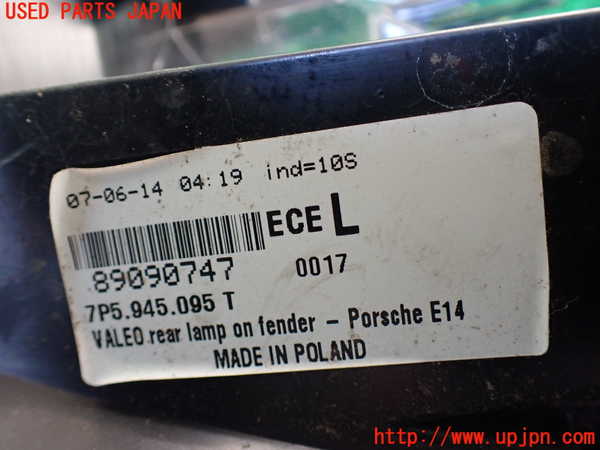 USED PARTS JAPAN
07-06-14 04:19 ind=10S
ECE L
89090747 0017
7P5.945.095 T
VALEO rear lamp on fender - Porsche E14
MADE IN POLAND
http://www.upjpn.com/